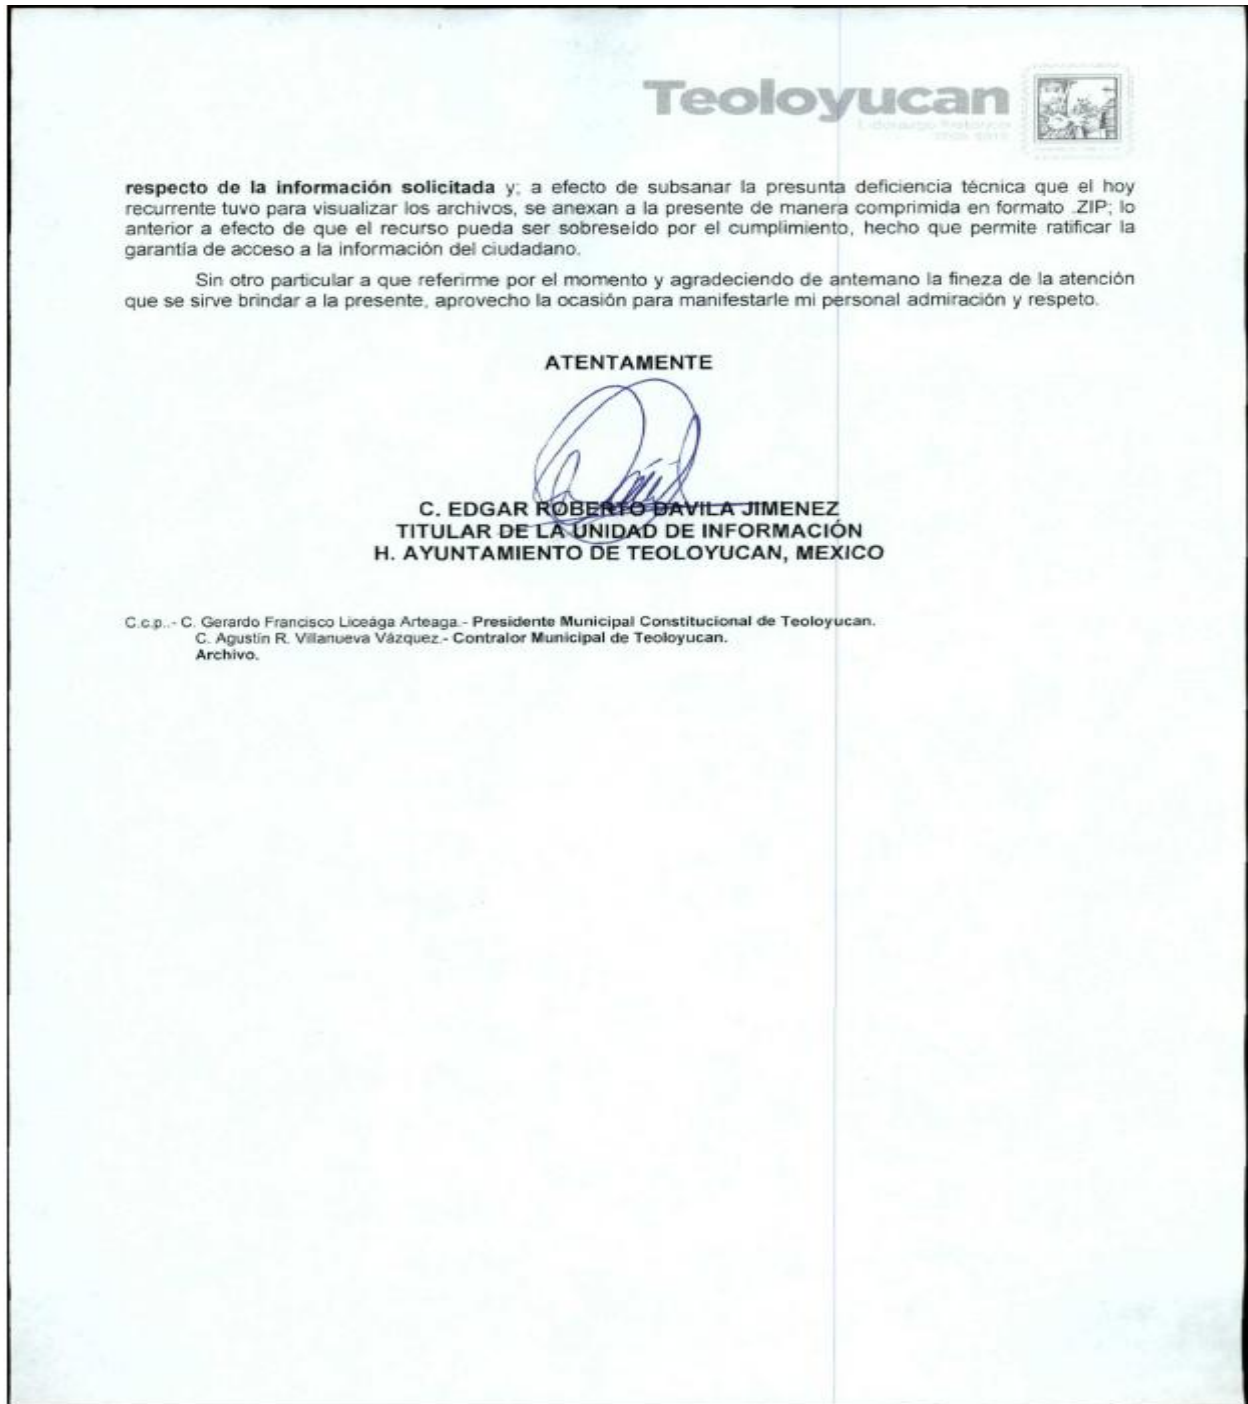 Teoloyucan
respecto de la información solicitada y; a efecto de subsanar la presunta deficiencia técnica que el hoy
recurrente tuvo para visualizar los archivos, se anexan a la presente de manera comprimida en formato .ZIP; lo
anterior a efecto de que el recurso pueda ser sobreseído por el cumplimiento, hecho que permite ratificar la
garantía de acceso a la información del ciudadano.
Sin otro particular a que referirme por el momento y agradeciendo de antemano la fineza de la atención
que se sirve brindar a la presente, aprovecho la ocasión para manifestarle mi personal admiración y respeto.
ATENTAMENTE
C. EDGAR ROBERTO DAVILA JIMENEZ
TITULAR DE LA UNIDAD DE INFORMACIÓN
H. AYUNTAMIENTO DE TEOLOYUCAN, MEXICO
C.c.p..- C. Gerardo Francisco Liceága Arteaga.- Presidente Municipal Constitucional de Teoloyucan.
C. Agustín R. Villanueva Vázquez.- Contralor Municipal de Teoloyucan.
Archivo.